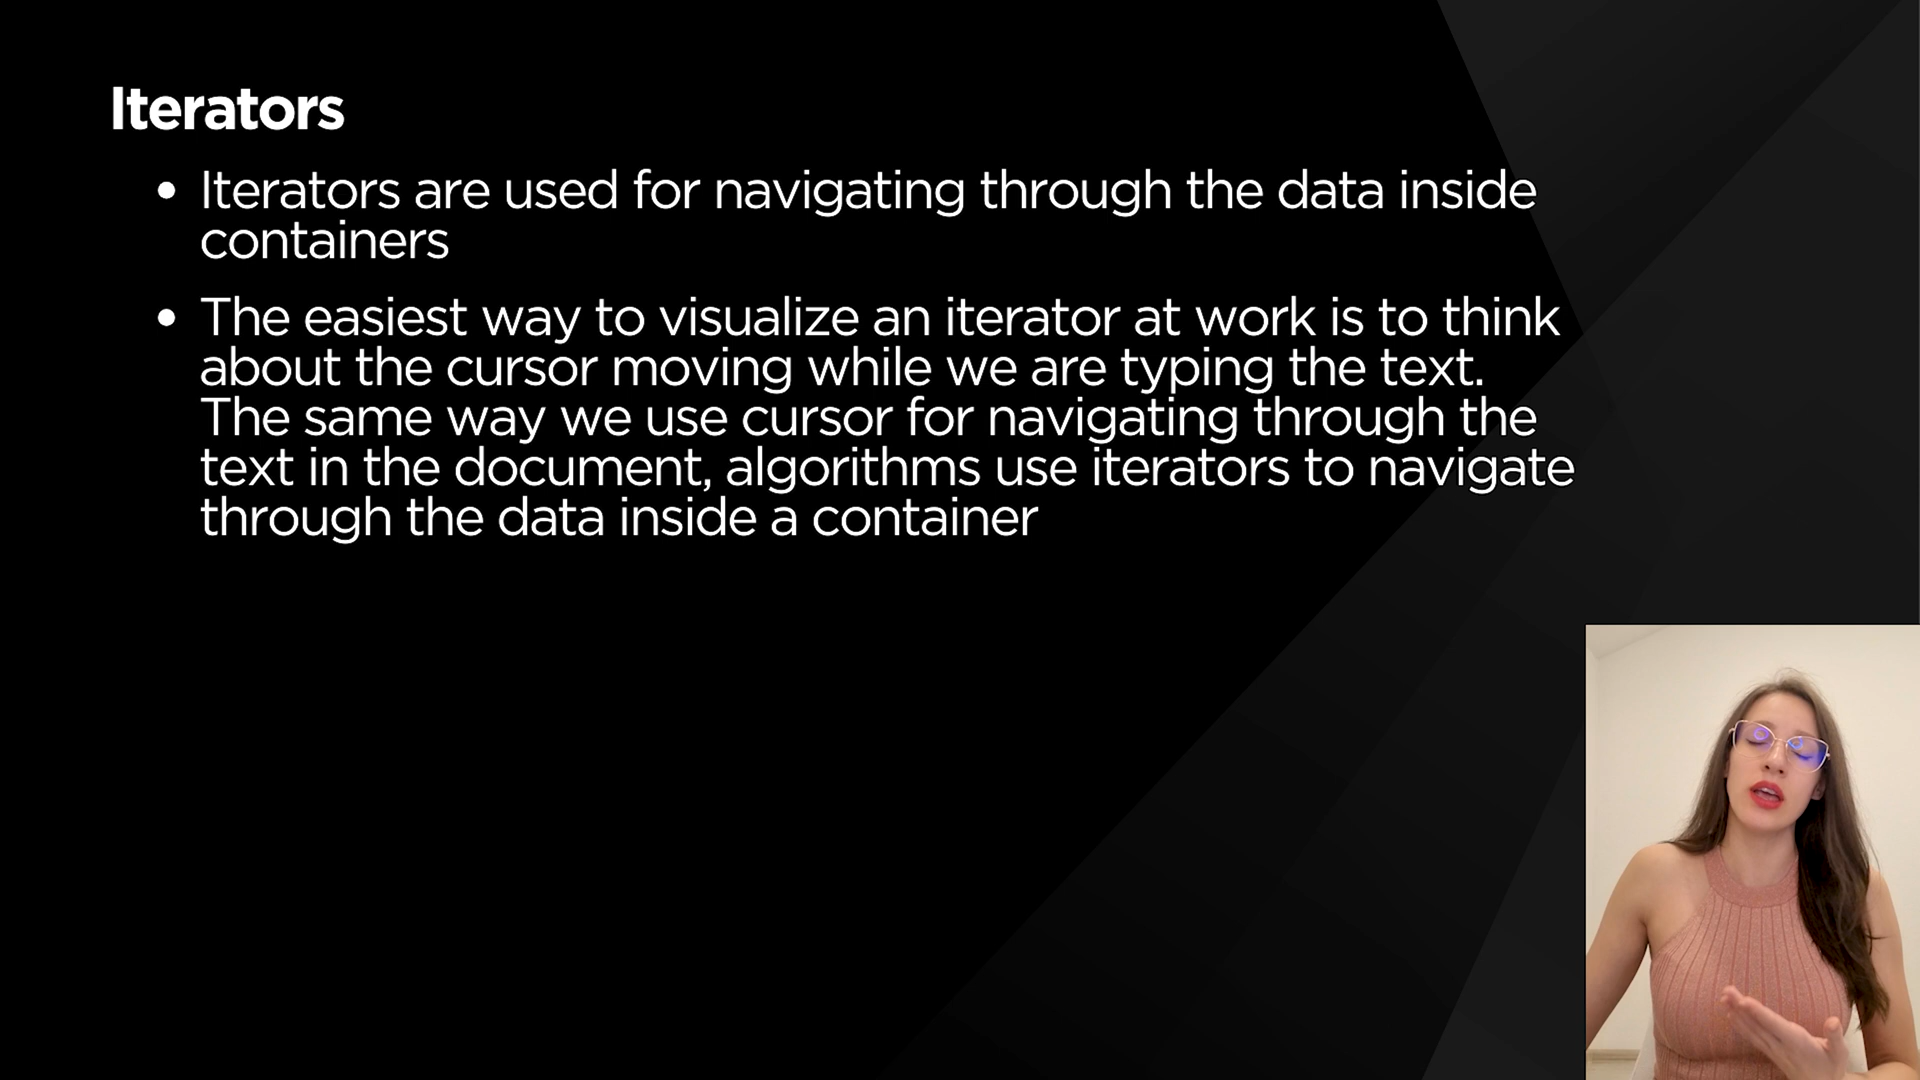 Iterators
• Iterators are used for navigating through the data inside
containers
• The easiest way to visualize an iterator at work is to think
about the cursor moving while we are typing the text.
The same way we use cursor for navigating through the
text in the document, algorithms use iterators to navigate
through the data inside a container